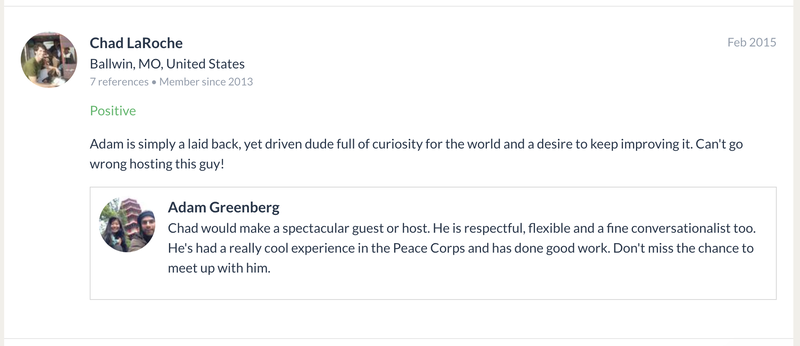 Chad LaRoche
Feb 2015
Ballwin, MO, United States
7 references • Member since 2013
Positive
Adam is simply a laid back, yet driven dude full of curiosity for the world and a desire to keep improving it. Can't go
wrong hosting this guy!
Adam Greenberg
Chad would make a spectacular guest or host. He is respectful, flexible and a fine conversationalist too.
He's had a really cool experience in the Peace Corps and has done good work. Don't miss the chance to
meet up with him.